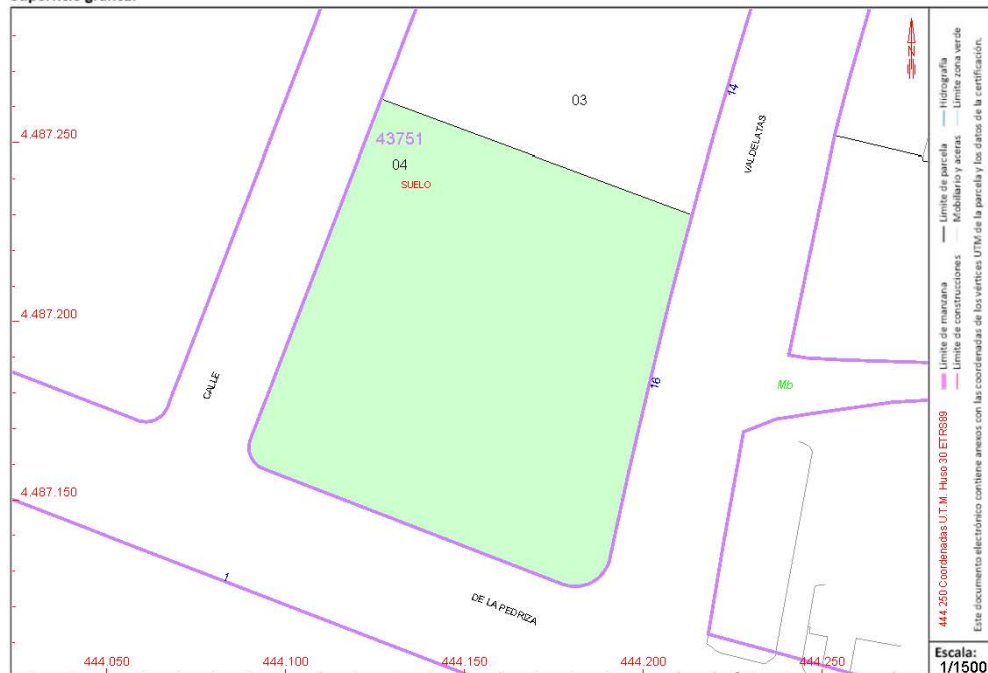 4.487.250
4.487.200
4.487.150
444.050
444.100
444.150
444.200
444.250
03
43751
04
SUELO
14
VALDELATAS
16
Mb
CALLE
DE LA PEDRIZA
1
N
444.250 Coordenadas U.T.M. Huso 30 ETRS89
Límite de manzana
Límite de parcela
Hidrografía
Límite de construcciones
Mobiliario y aceras
Límite zona verde
Este documento electrónico contiene anexos con las coordenadas de los vértices UTM de la parcela y los datos de la certificación.
Escala:
1/1500